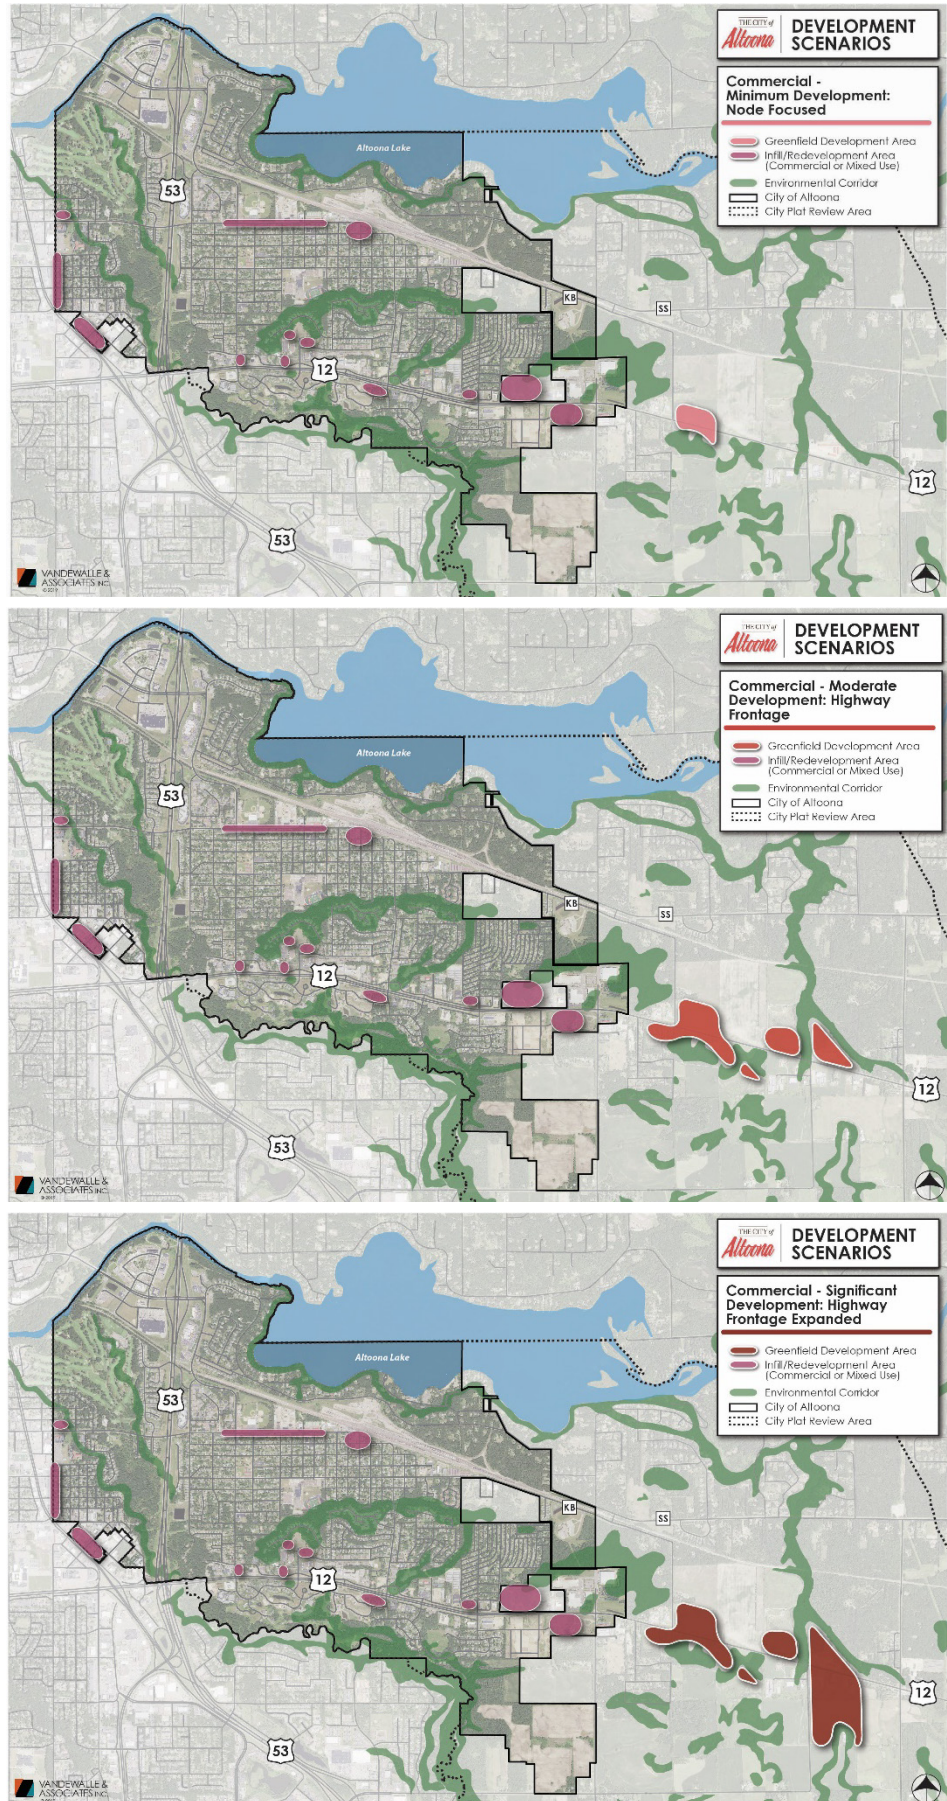 THE CITY of
Altoona
DEVELOPMENT
SCENARIOS
Commercial -
Minimum Development:
Node Focused
Greenfield Development Area
Infill/Redevelopment Area
(Commercial or Mixed Use)
Environmental Corridor
City of Altoona
City Plat Review Area
Altoona Lake
53
KB
SS
12
12
53
VANDEWALLE &
ASSOCIATES INC.
© 2019
THE CITY of
Altoona
DEVELOPMENT
SCENARIOS
Commercial - Moderate
Development: Highway
Frontage
Greenfield Development Area
Infill/Redevelopment Area
(Commercial or Mixed Use)
Environmental Corridor
City of Altoona
City Plat Review Area
Altoona Lake
53
KB
SS
12
12
53
VANDEWALLE &
ASSOCIATES INC.
© 2019
THE CITY of
Altoona
DEVELOPMENT
SCENARIOS
Commercial - Significant
Development: Highway
Frontage Expanded
Greenfield Development Area
Infill/Redevelopment Area
(Commercial or Mixed Use)
Environmental Corridor
City of Altoona
City Plat Review Area
Altoona Lake
53
KB
SS
12
12
53
VANDEWALLE &
ASSOCIATES INC.